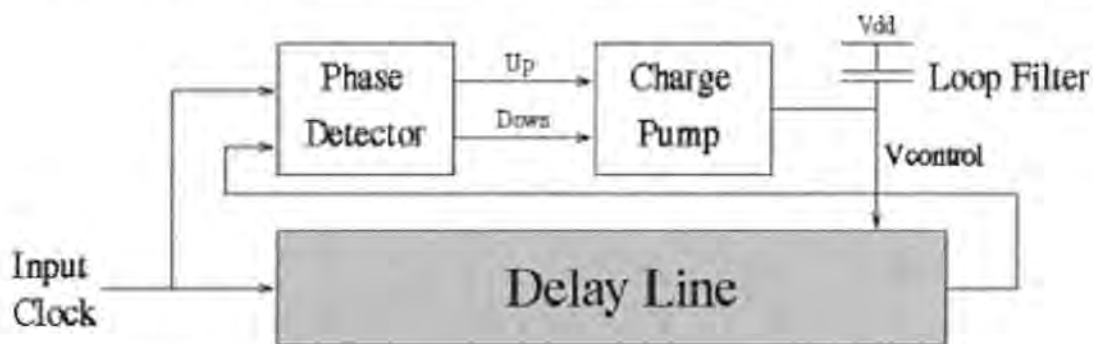 Phase
Detector
Up
Down
Charge
Pump
Vdd
Loop Filter
Vcontrol
Input
Clock
Delay Line